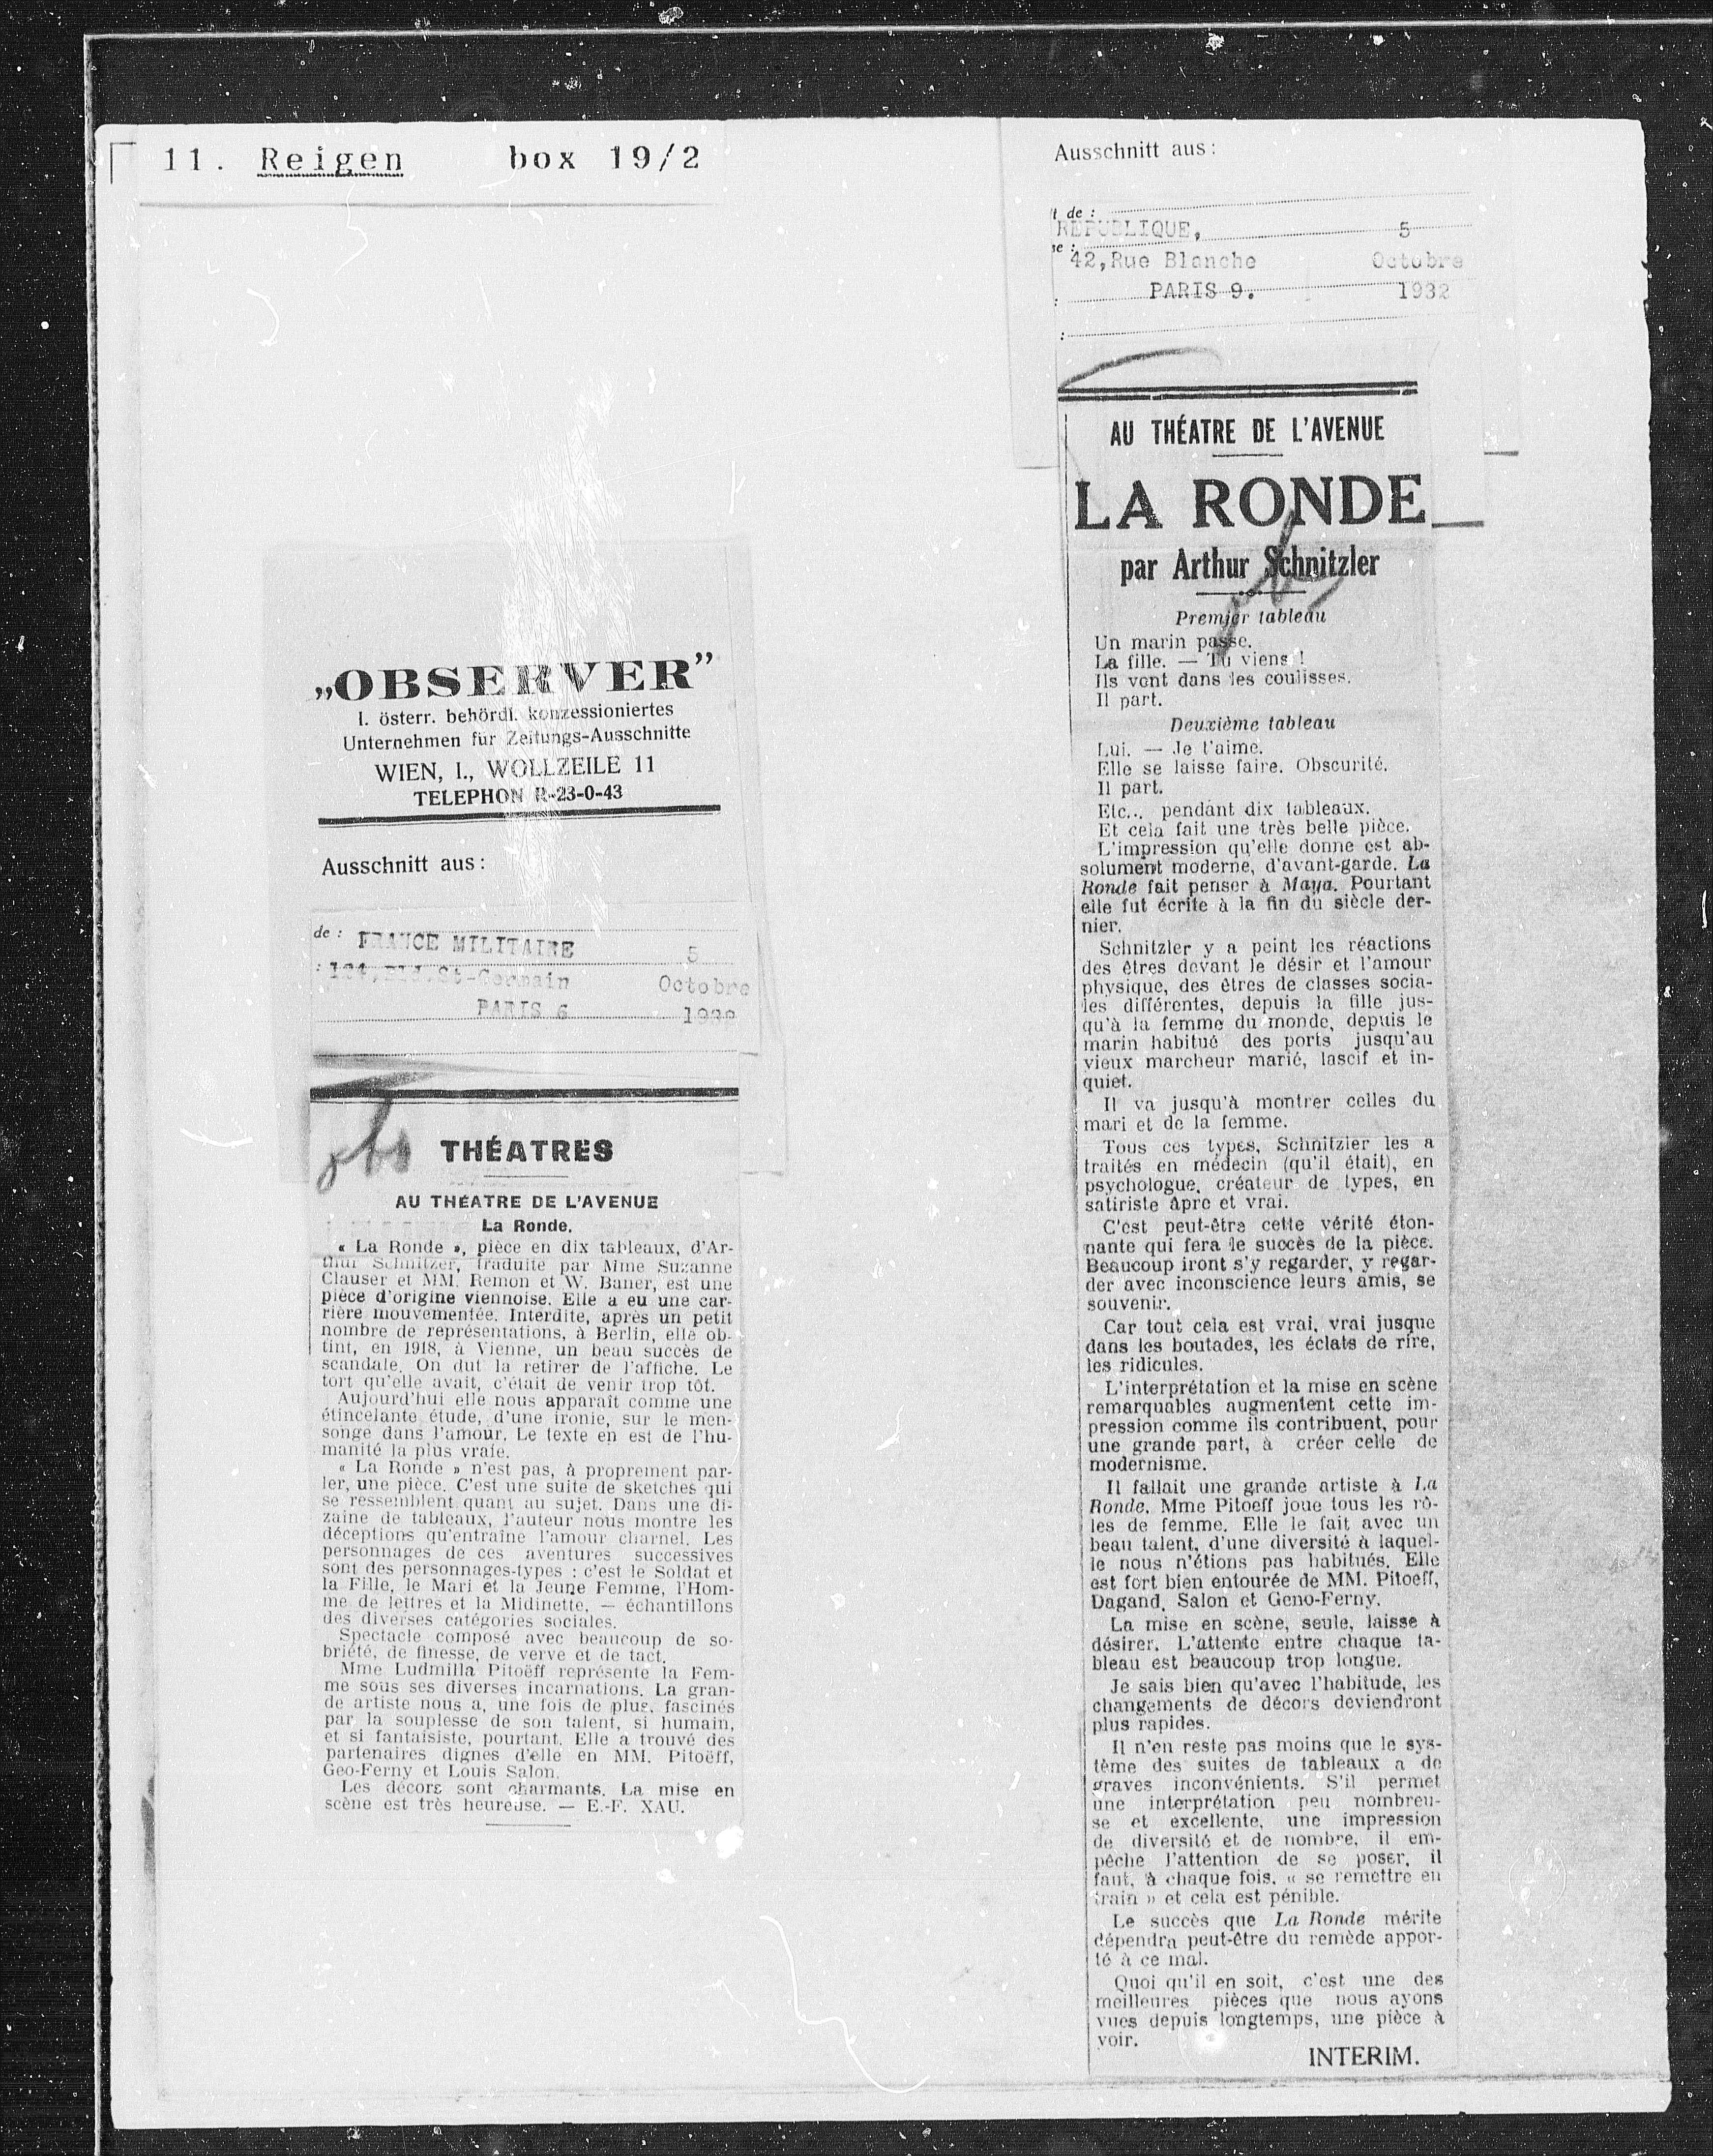 11. Reigen box 19/2
„OBSERVER”
I. österr. behördl. konzessioniertes
Unternehmen für Zeitungs-Ausschnitte
WIEN, I., WOLLZEILE 11
TELEPHON R-23-0-43
Ausschnitt aus:
de : FRANCE MILITAIRE 5
St-Germain Octobre
PARIS 6
THÉATRES
AU THÉATRE DE L'AVENUE
La Ronde.
« La Ronde », pièce en dix tableaux, d'Ar-
thur Schnitzer, traduite par Mme Suzanne
Clauser et MM. Remon et W. Baner, est une
pièce d'origine viennoise. Elle a eu une car-
rière mouvementée. Interdite, après un petit
nombre de représentations, à Berlin, elle ob-
tint, en 1918, à Vienne, un beau succès de
scandale. On dut la retirer de l'affiche. Le
tort qu'elle avait, c'était de venir trop tôt.
Aujourd'hui elle nous apparaît comme une
étincelante étude, d'une ironie, sur le men-
songe dans l'amour. Le texte en est de l'hu-
manité la plus vraie.
« La Ronde » n'est pas, à proprement par-
ler, une pièce. C'est une suite de sketches qui
se ressemblent quant au sujet. Dans une di-
zaine de tableaux, l'auteur nous montre les
déceptions qu'entraîne l'amour charnel. Les
personnages de ces aventures successives
sont des personnages-types : c'est le Soldat et
la Fille, le Mari et la Jeune Femme, l'Hom-
me de lettres et la Midinette, — échantillons
des diverses catégories sociales.
Spectacle composé avec beaucoup de so-
briété, de finesse, de verve et de tact.
Mme Ludmilla Pitoëff représente la Fem-
me sous ses diverses incarnations. La gran-
de artiste nous a, une fois de plus, fascinés
par la souplesse de son talent, si humain,
et si fantaisiste, pourtant. Elle a trouvé des
partenaires dignes d'elle en MM. Pitoëff,
Geo-Ferny et Louis Salon.
Les décors sont charmants. La mise en
scène est très heureuse. — E.-F. XAU.
Ausschnitt aus:
t de :
REPUBLIQUE, 5
se : 42,Rue Blanche Octobre
PARIS 9. 1932
AU THÉATRE DE L'AVENUE
LA RONDE
par Arthur Schnitzler
Premier tableau
Un marin passe.
La fille. — Tu viens !
Ils vont dans les coulisses.
Il part.
Deuxième tableau
Lui. — Je t'aime.
Elle se laisse faire. Obscurité.
Il part.
Etc... pendant dix tableaux.
Et cela fait une très belle pièce.
L'impression qu'elle donne est ab-
solument moderne, d'avant-garde. La
Ronde fait penser à Maya. Pourtant
elle fut écrite à la fin du siècle der-
nier.
Schnitzler y a peint les réactions
des êtres devant le désir et l'amour
physique, des êtres de classes socia-
les différentes, depuis la fille jus-
qu'à la femme du monde, depuis le
marin habitué des ports jusqu'au
vieux marcheur marié, lascif et in-
quiet.
Il va jusqu'à montrer celles du
mari et de la femme.
Tous ces types, Schnitzler les a
traités en médecin (qu'il était), en
psychologue, créateur de types, en
satiriste âpre et vrai.
C'est peut-être cette vérité éton-
nante qui fera le succès de la pièce.
Beaucoup iront s'y regarder, y regar-
der avec inconscience leurs amis, se
souvenir.
Car tout cela est vrai, vrai jusque
dans les boutades, les éclats de rire,
les ridicules.
L'interprétation et la mise en scène
remarquables augmentent cette im-
pression comme ils contribuent, pour
une grande part, à créer celle de
modernisme.
Il fallait une grande artiste à La
Ronde. Mme Pitoeff joue tous les rô-
les de femme. Elle le fait avec un
beau talent, d'une diversité à laquel-
le nous n'étions pas habitués. Elle
est fort bien entourée de MM. Pitoeff,
Dagand, Salon et Geno-Ferny.
La mise en scène, seule, laisse à
désirer. L'attente entre chaque ta-
bleau est beaucoup trop longue.
Je sais bien qu'avec l'habitude, les
changements de décors deviendront
plus rapides.
Il n'en reste pas moins que le sys-
tème des suites de tableaux a de
graves inconvénients. S'il permet
une interprétation peu nombreu-
se et excellente, une impression
de diversité et de nombre, il em-
pêche l'attention de se poser, il
faut, à chaque fois, « se remettre en
train » et cela est pénible.
Le succès que La Ronde mérite
dépendra peut-être du remède appor-
té à ce mal.
Quoi qu'il en soit, c'est une des
meilleures pièces que nous ayons
vues depuis longtemps, une pièce à
voir.
INTERIM.